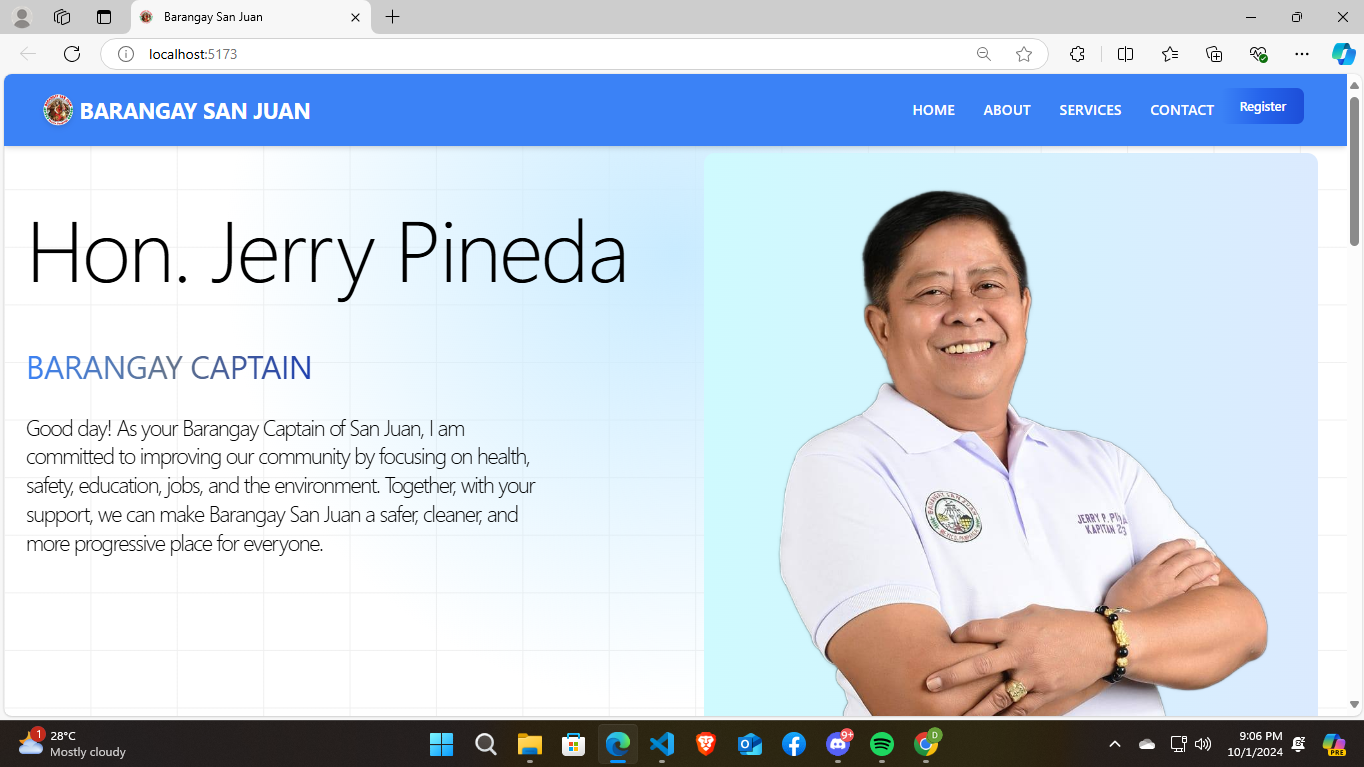 Barangay San Juan
localhost:5173
BARANGAY SAN JUAN
HOME
ABOUT
SERVICES
CONTACT
Register
Hon. Jerry Pineda
BARANGAY CAPTAIN
Good day! As your Barangay Captain of San Juan, I am
committed to improving our community by focusing on health,
safety, education, jobs, and the environment. Together, with your
support, we can make Barangay San Juan a safer, cleaner, and
more progressive place for everyone.
JERRY P.
KAPITAN
1
28°C
Mostly cloudy
9+
D
9:06 PM
10/1/2024
PRE